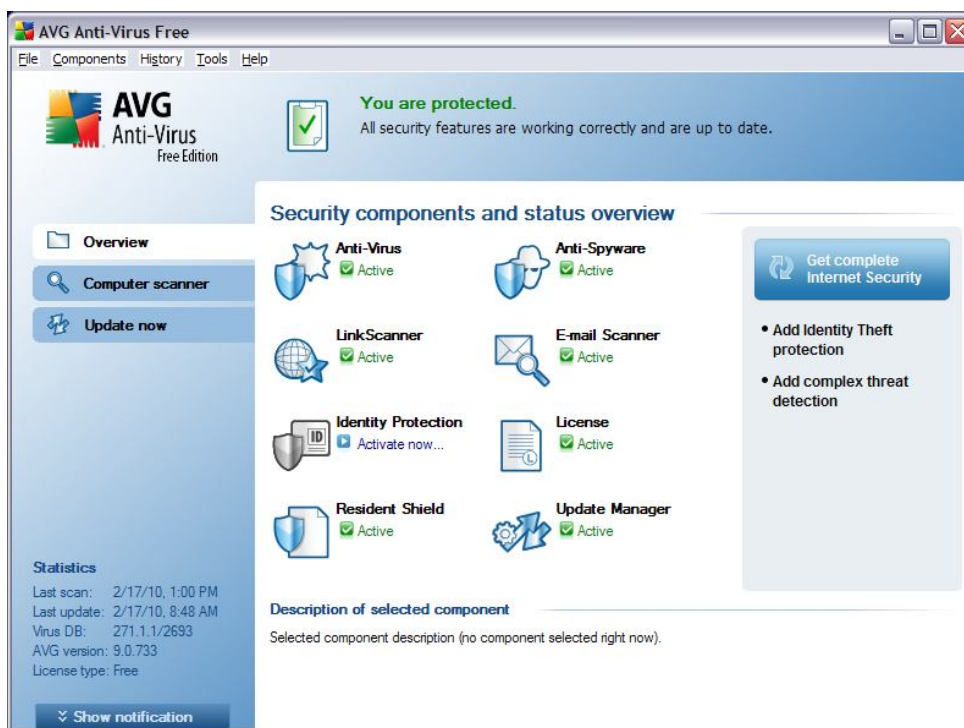 AVG Anti-Virus Free
File Components History Tools Help
AVG
Anti-Virus
Free Edition
You are protected.
All security features are working correctly and are up to date.
Overview
Computer scanner
Update now
Security components and status overview
Anti-Virus
Active
Anti-Spyware
Active
LinkScanner
Active
E-mail Scanner
Active
ID
Identity Protection
Activate now...
L
License
Active
Resident Shield
Active
Update Manager
Active
Get complete
Internet Security
• Add Identity Theft
protection
• Add complex threat
detection
Statistics
Last scan: 2/17/10, 1:00 PM
Last update: 2/17/10, 8:48 AM
Virus DB: 271.1.1/2693
AVG version: 9.0.733
License type: Free
Show notification
Description of selected component
Selected component description (no component selected right now).